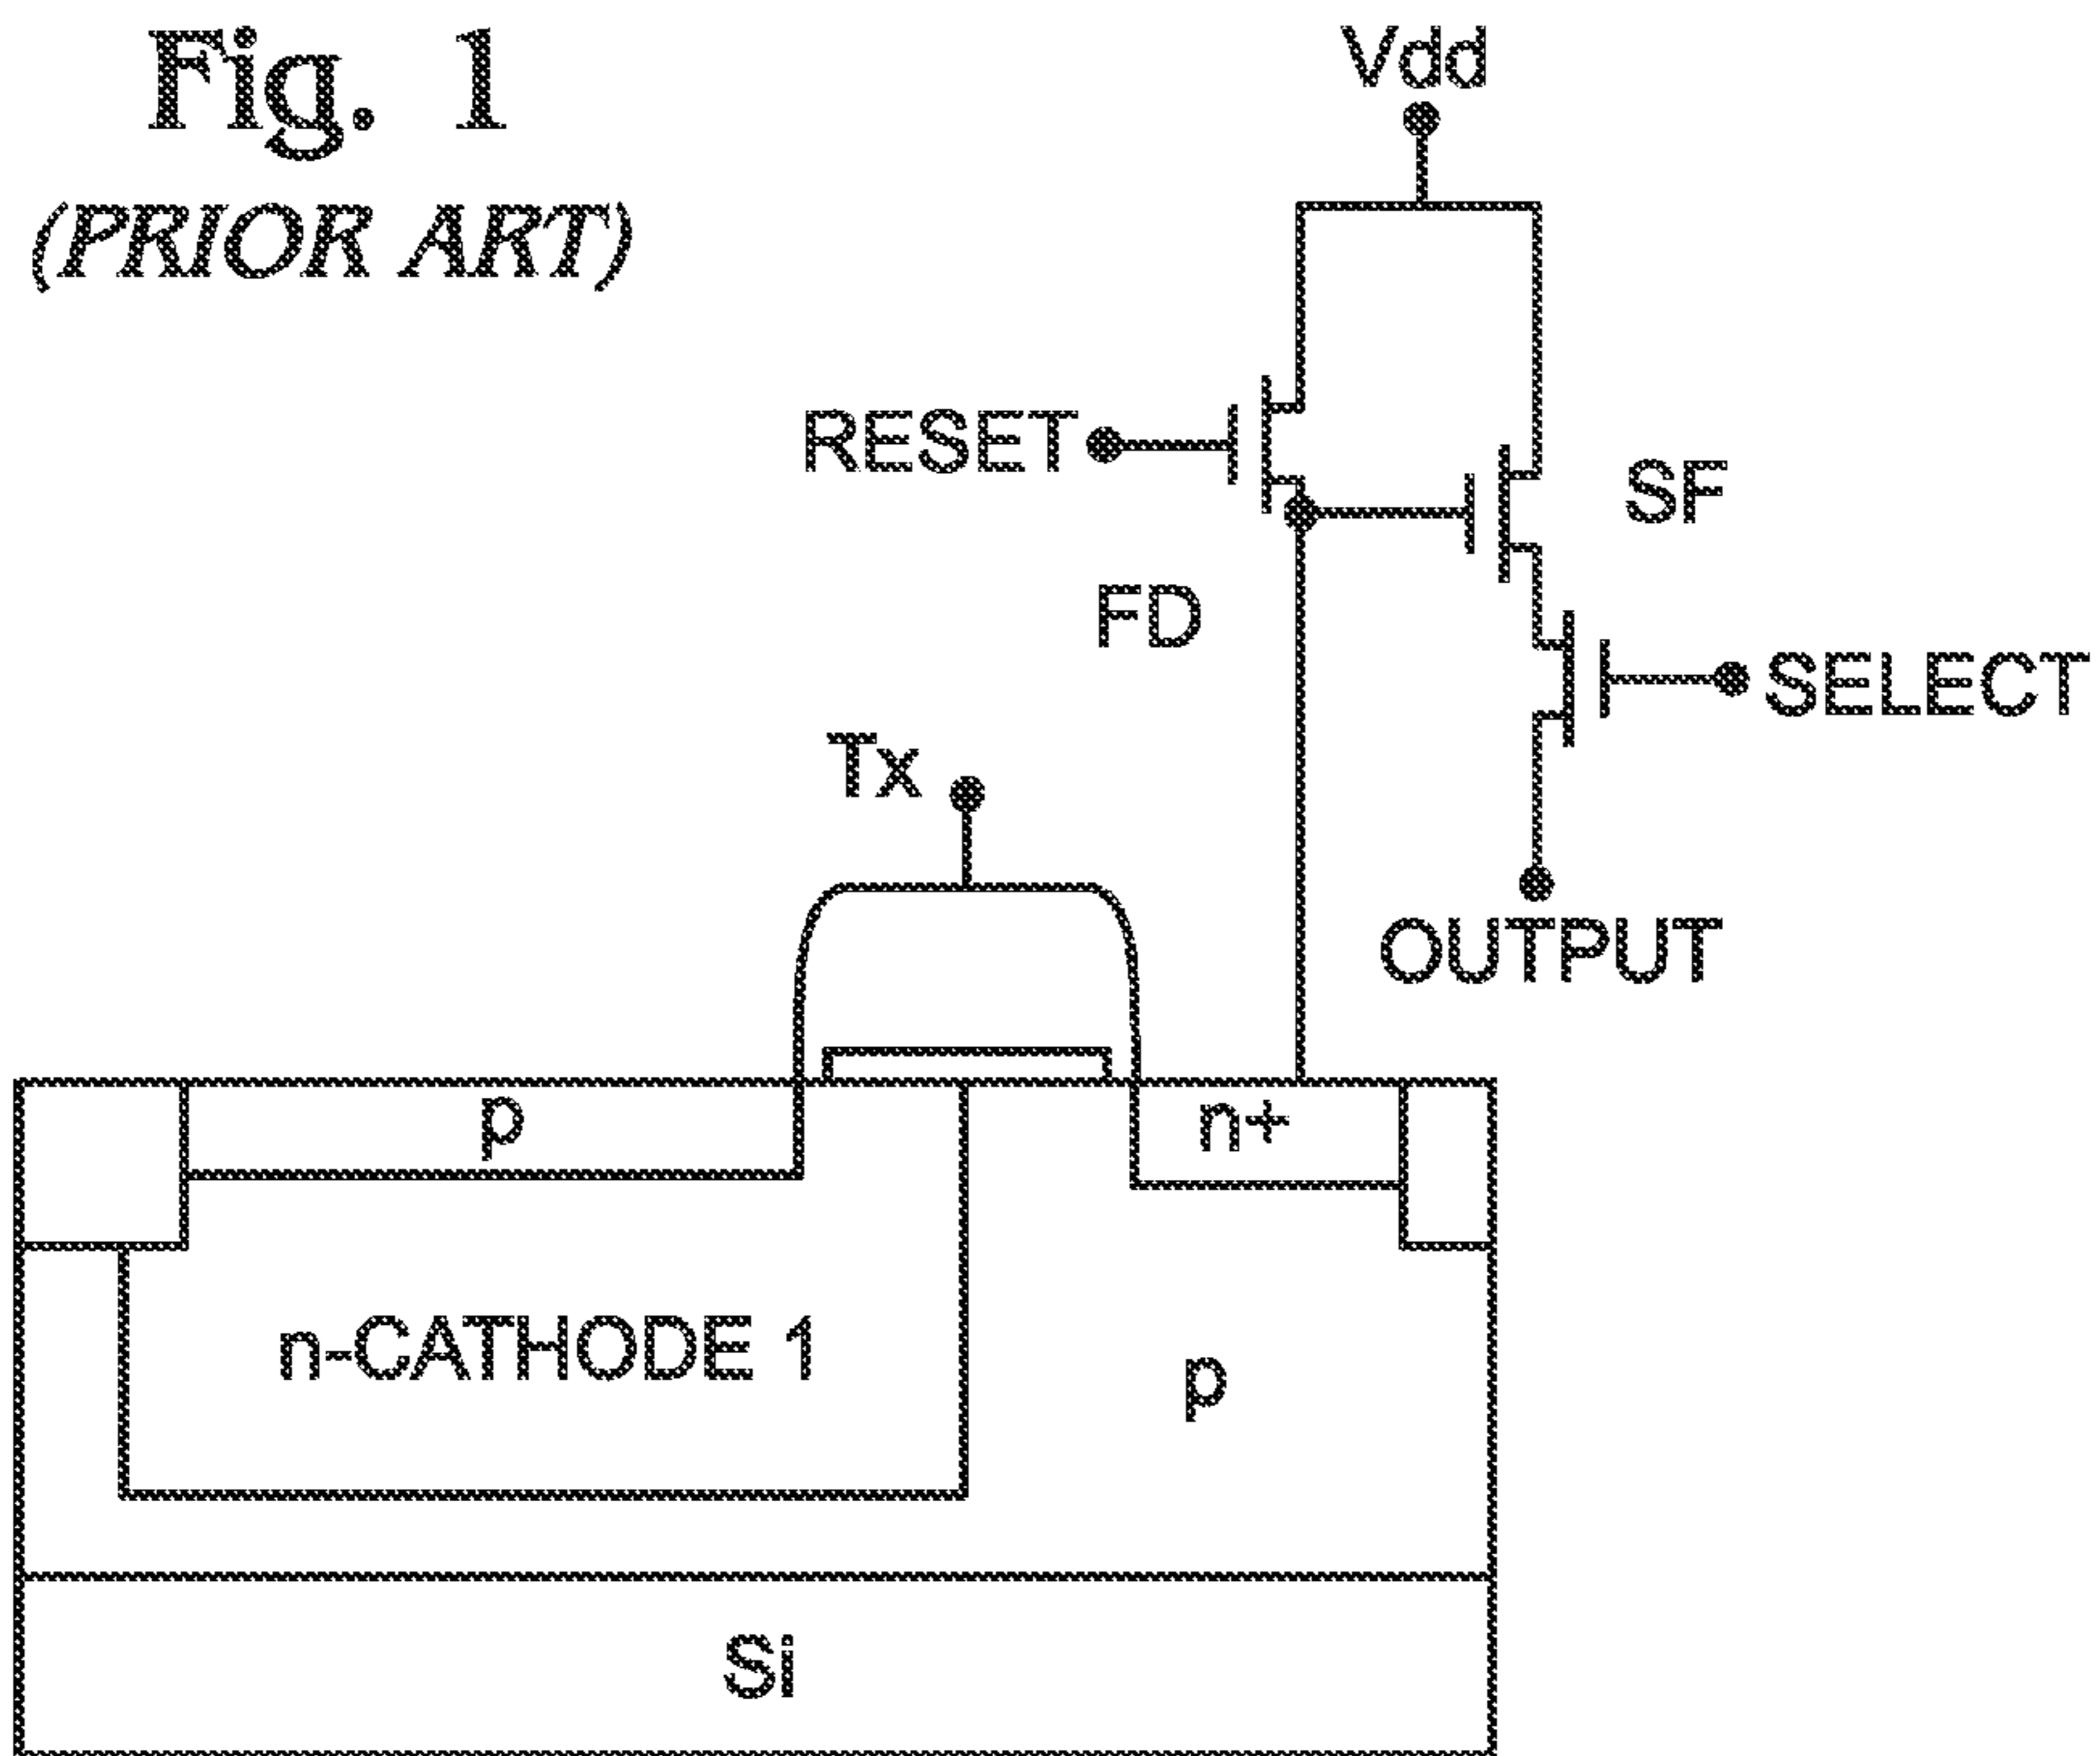 Fig. 1
(PRIOR ART)
Vdd
RESET
SF
FD
SELECT
Tx
OUTPUT
p
n+
n-CATHODE 1
p
Si